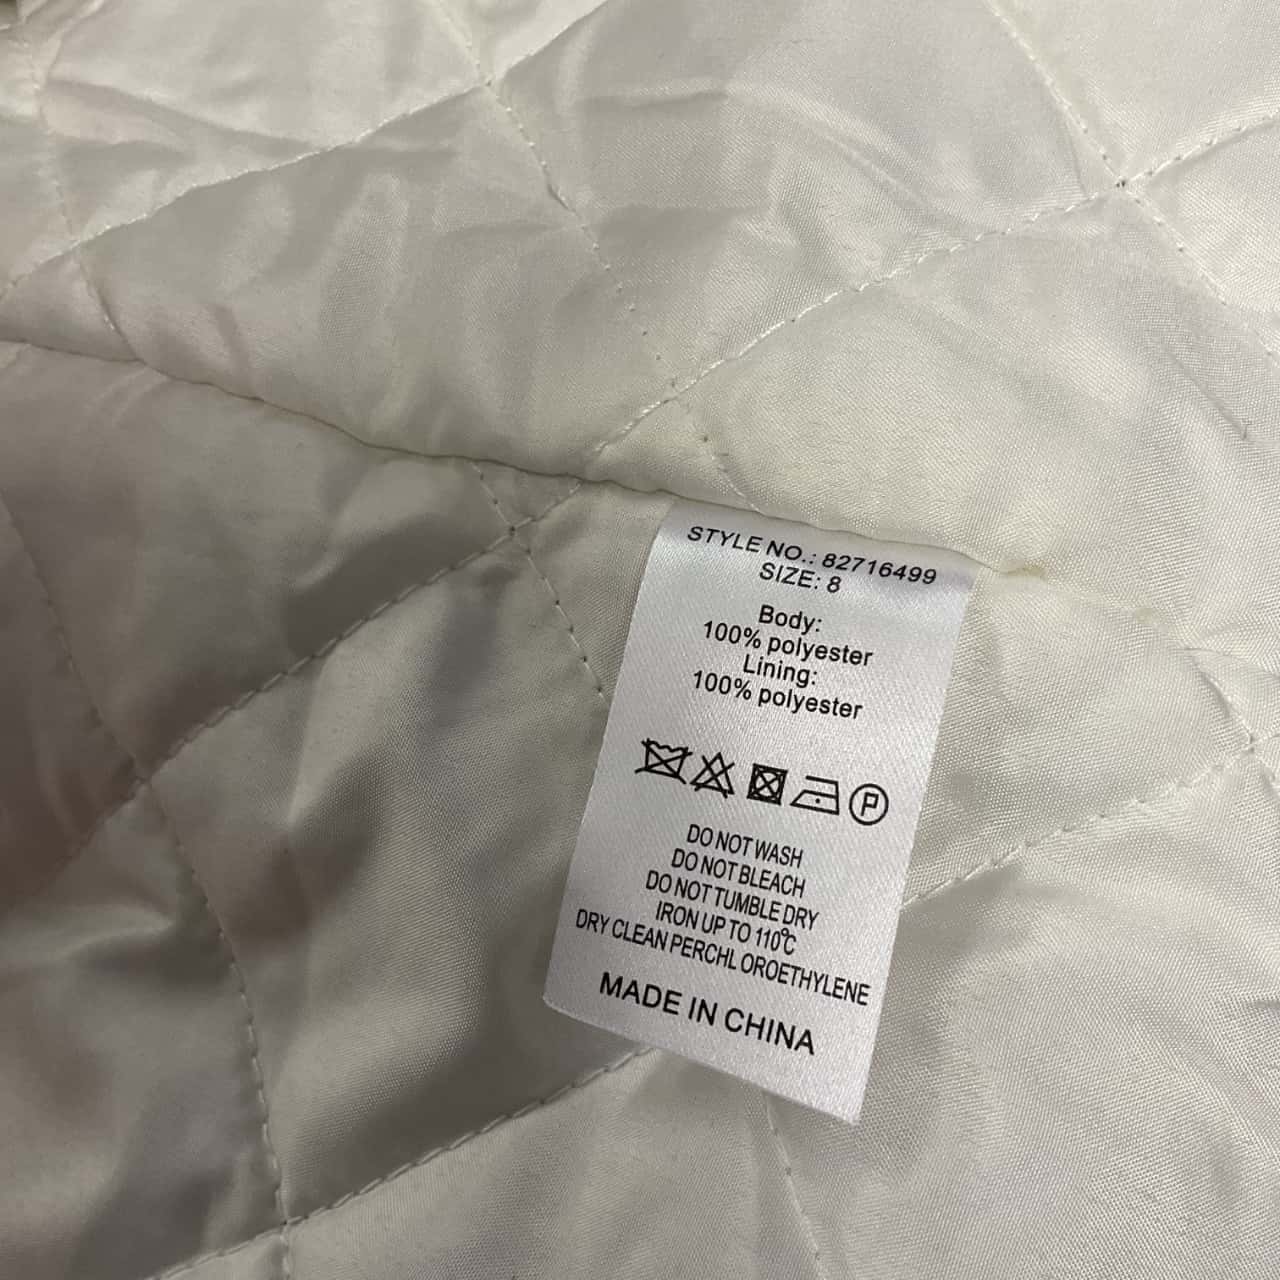 STYLE NO.: 82716499
SIZE: 8
Body:
100% polyester
Lining:
100% polyester
P
DO NOT WASH
DO NOT BLEACH
DO NOT TUMBLE DRY
IRON UP TO 110℃
DRY CLEAN PERCHL OROETHYLENE
MADE IN CHINA